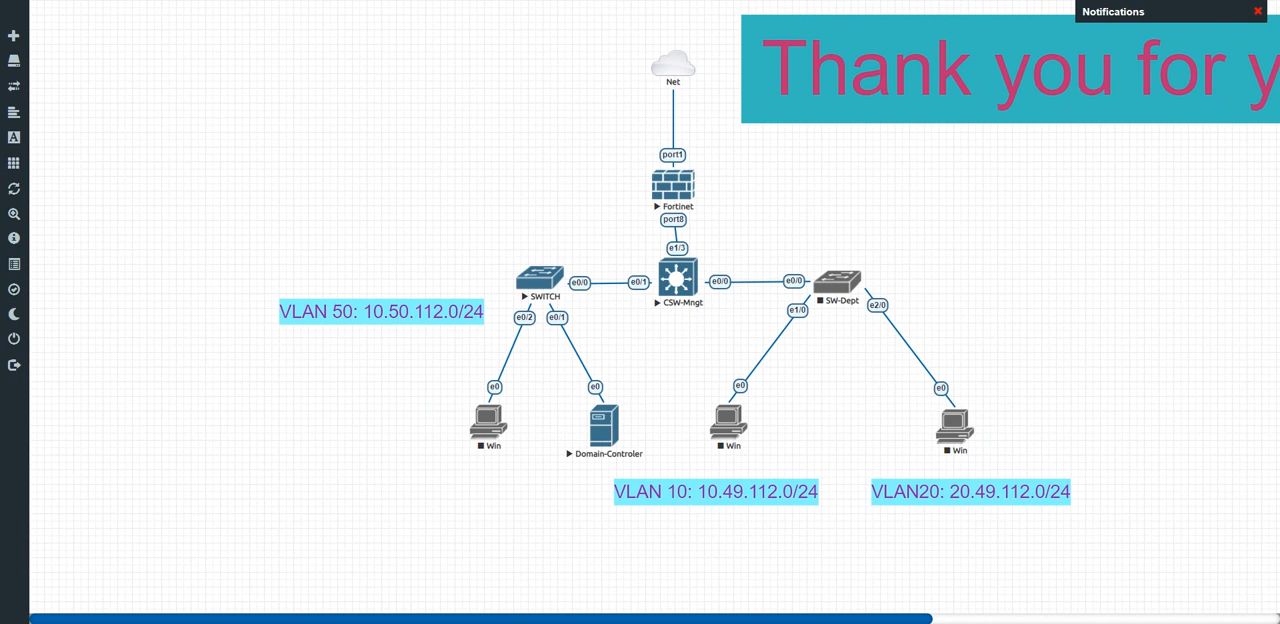 Notifications
Thank you for y
Net
port1
Fortinet
port8
e1/3
e0/0
e0/1
e0/0
e0/0
SWITCH
CSW-Mngt
SW-Dept
VLAN 50: 10.50.112.0/24
e0/2
e0/1
e1/0
e2/0
e0
e0
e0
e0
Win
Domain-Controler
Win
Win
VLAN 10: 10.49.112.0/24
VLAN20: 20.49.112.0/24